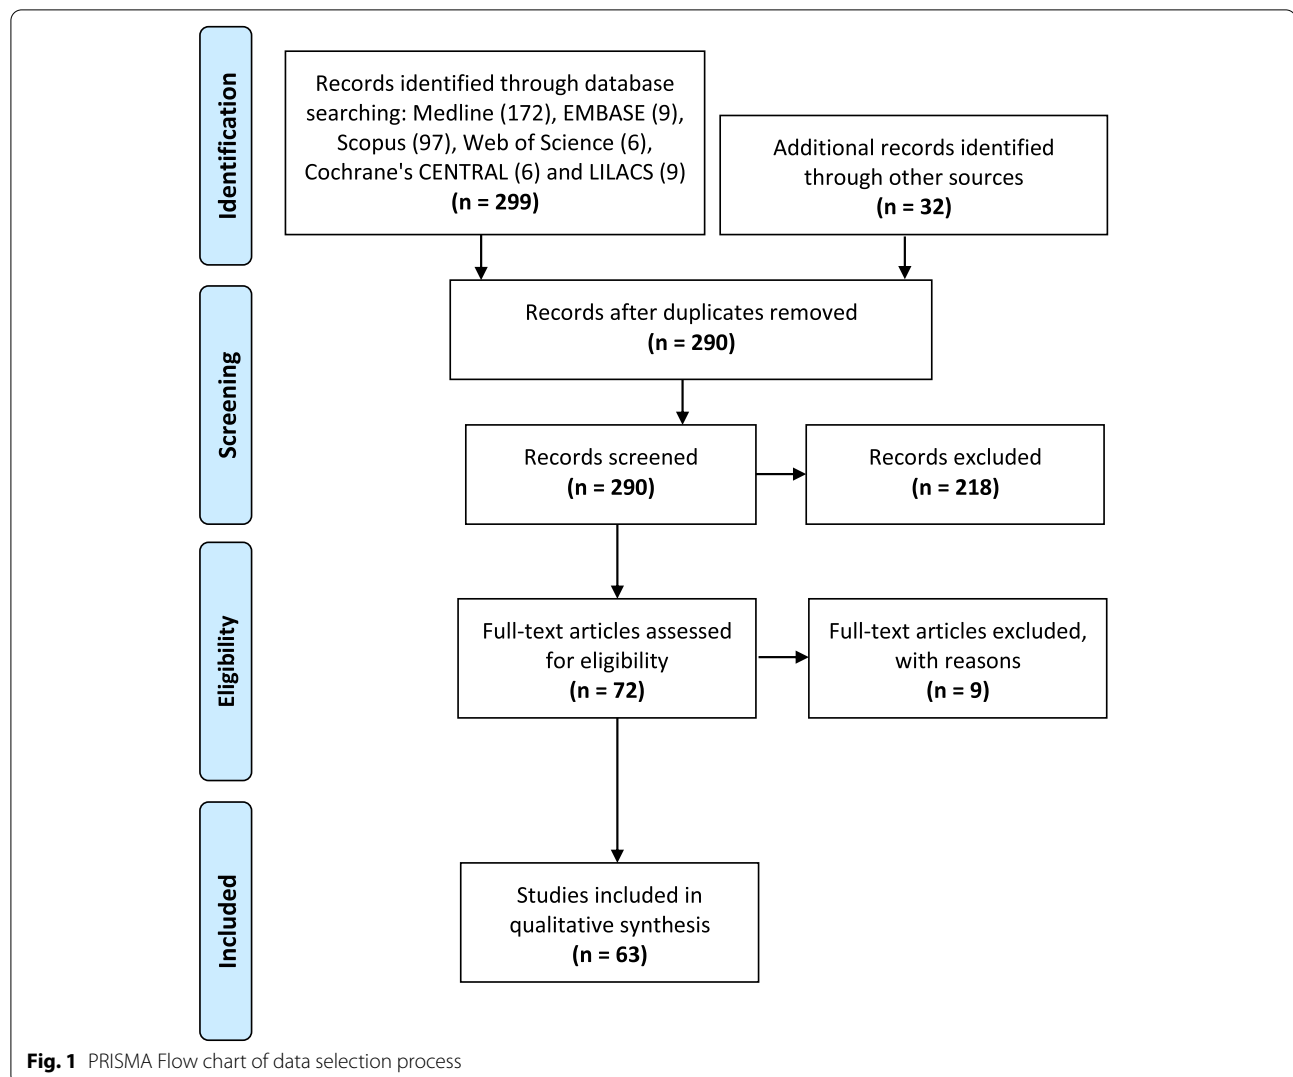 Identification
Records identified through database
searching: Medline (172), EMBASE (9),
Scopus (97), Web of Science (6),
Cochrane's CENTRAL (6) and LILACS (9)
(n = 299)
Additional records identified
through other sources
(n = 32)
Screening
Records after duplicates removed
(n = 290)
Records screened
(n = 290)
Records excluded
(n = 218)
Eligibility
Full-text articles assessed
for eligibility
(n = 72)
Full-text articles excluded,
with reasons
(n = 9)
Included
Studies included in
qualitative synthesis
(n = 63)
Fig. 1 PRISMA Flow chart of data selection process